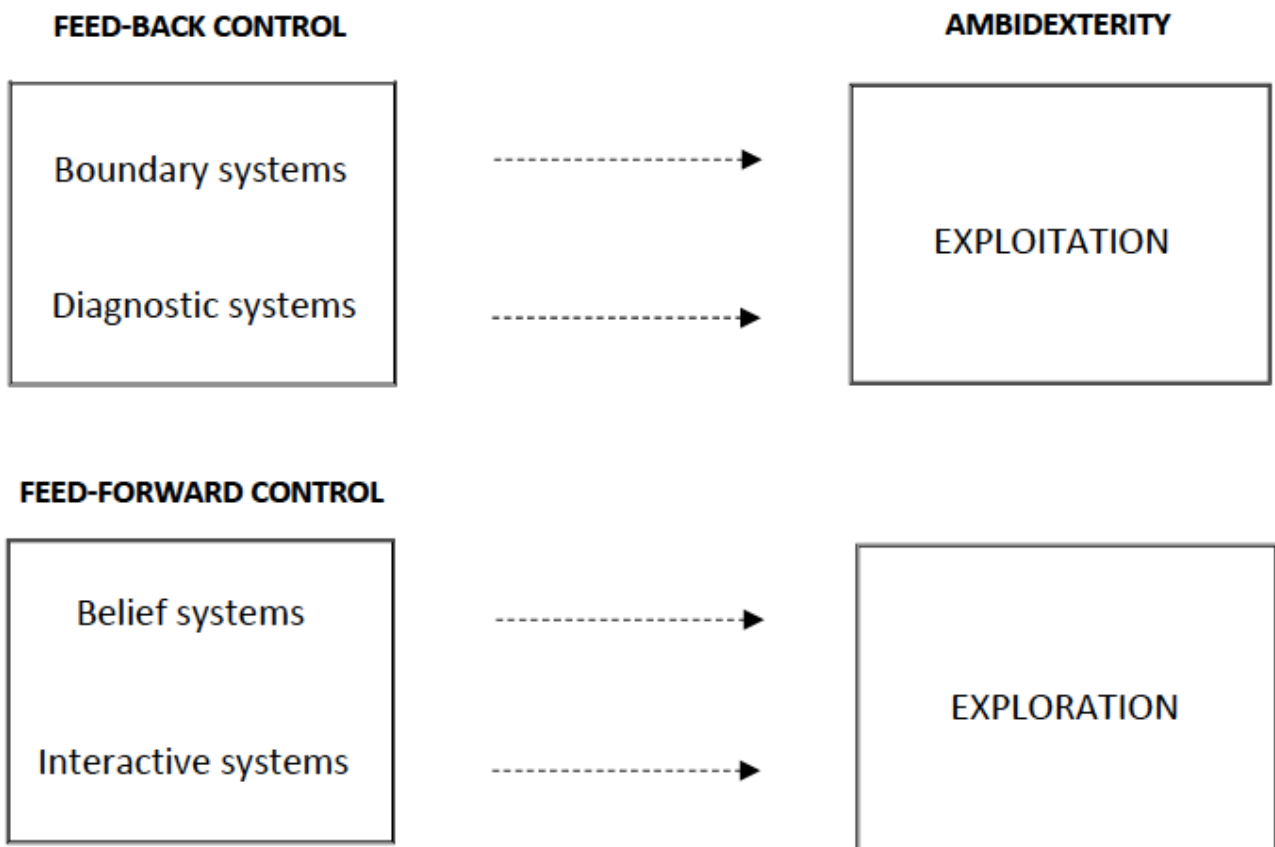 FEED-BACK CONTROL
AMBIDEXTERITY
Boundary systems
Diagnostic systems
EXPLOITATION
FEED-FORWARD CONTROL
Belief systems
Interactive systems
EXPLORATION